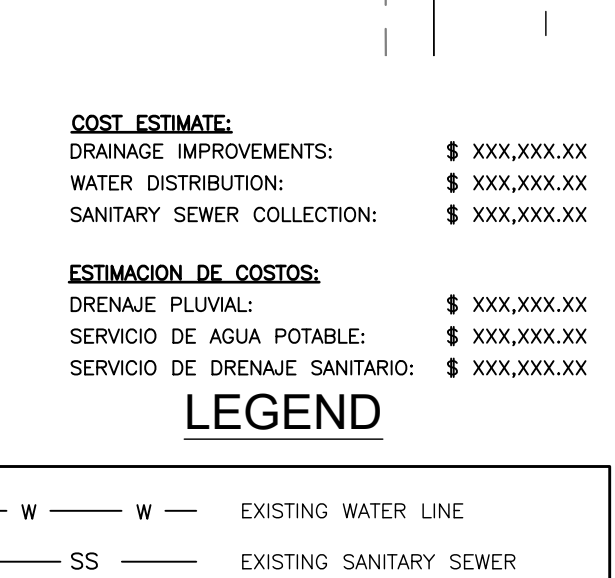 COST ESTIMATE:
DRAINAGE IMPROVEMENTS: $ XXX,XXX.XX
WATER DISTRIBUTION: $ XXX,XXX.XX
SANITARY SEWER COLLECTION: $ XXX,XXX.XX
ESTIMACION DE COSTOS:
DRENAJE PLUVIAL: $ XXX,XXX.XX
SERVICIO DE AGUA POTABLE: $ XXX,XXX.XX
SERVICIO DE DRENAJE SANITARIO: $ XXX,XXX.XX
LEGEND
W W EXISTING WATER LINE
SS EXISTING SANITARY SEWER